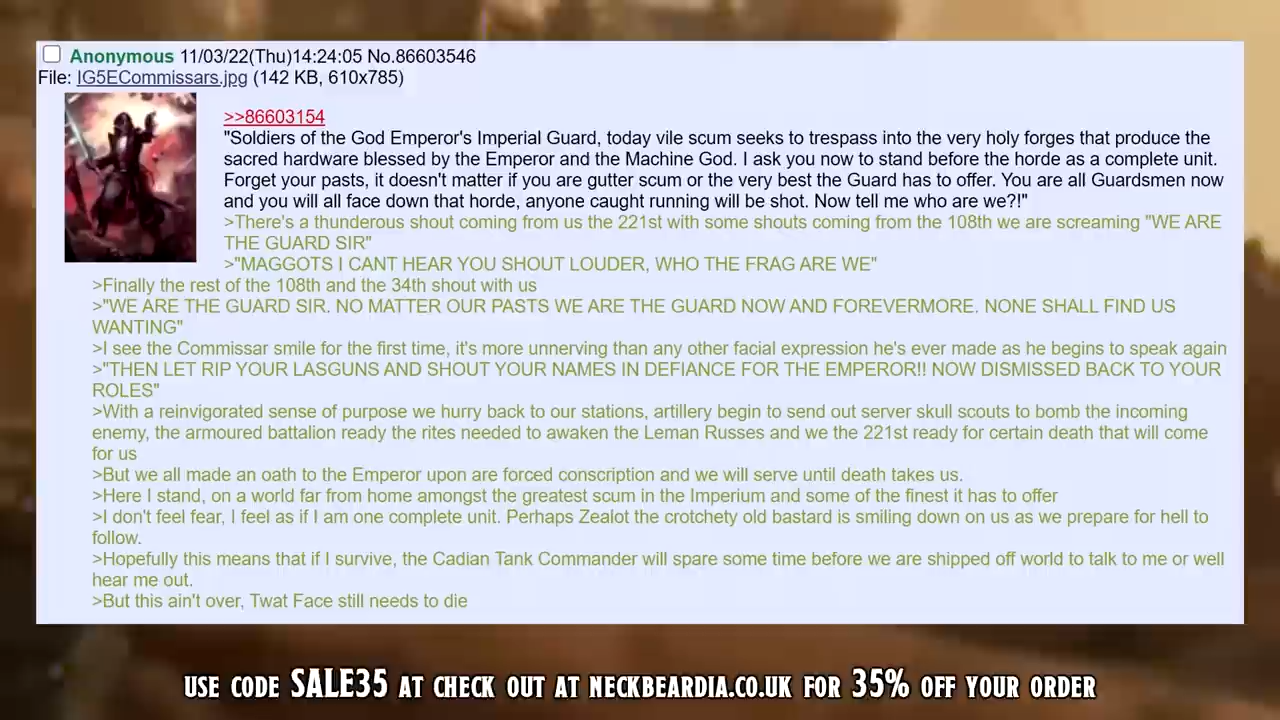 Anonymous 11/03/22(Thu)14:24:05 No.86603546
File: IG5ECommissars.jpg (142 KB, 610x785)
>>86603154
"Soldiers of the God Emperor's Imperial Guard, today vile scum seeks to trespass into the very holy forges that produce the
sacred hardware blessed by the Emperor and the Machine God. I ask you now to stand before the horde as a complete unit.
Forget your pasts, it doesn't matter if you are gutter scum or the very best the Guard has to offer. You are all Guardsmen now
and you will all face down that horde, anyone caught running will be shot. Now tell me who are we?!"
>There's a thunderous shout coming from us the 221st with some shouts coming from the 108th we are screaming "WE ARE
THE GUARD SIR"
>"MAGGOTS I CANT HEAR YOU SHOUT LOUDER, WHO THE FRAG ARE WE"
>Finally the rest of the 108th and the 34th shout with us
>"WE ARE THE GUARD SIR. NO MATTER OUR PASTS WE ARE THE GUARD NOW AND FOREVERMORE. NONE SHALL FIND US
WANTING"
>I see the Commissar smile for the first time, it's more unnerving than any other facial expression he's ever made as he begins to speak again
>"THEN LET RIP YOUR LASGUNS AND SHOUT YOUR NAMES IN DEFIANCE FOR THE EMPEROR!! NOW DISMISSED BACK TO YOUR
ROLES"
>With a reinvigorated sense of purpose we hurry back to our stations, artillery begin to send out server skull scouts to bomb the incoming
enemy, the armoured battalion ready the rites needed to awaken the Leman Russes and we the 221st ready for certain death that will come
for us
>But we all made an oath to the Emperor upon are forced conscription and we will serve until death takes us.
>Here I stand, on a world far from home amongst the greatest scum in the Imperium and some of the finest it has to offer
>I don't feel fear, I feel as if I am one complete unit. Perhaps Zealot the crotchety old bastard is smiling down on us as we prepare for hell to
follow.
>Hopefully this means that if I survive, the Cadian Tank Commander will spare some time before we are shipped off world to talk to me or well
hear me out.
>But this ain't over, Twat Face still needs to die
USE CODE SALE35 AT CHECK OUT AT NECKBEARDIA.CO.UK FOR 35% OFF YOUR ORDER